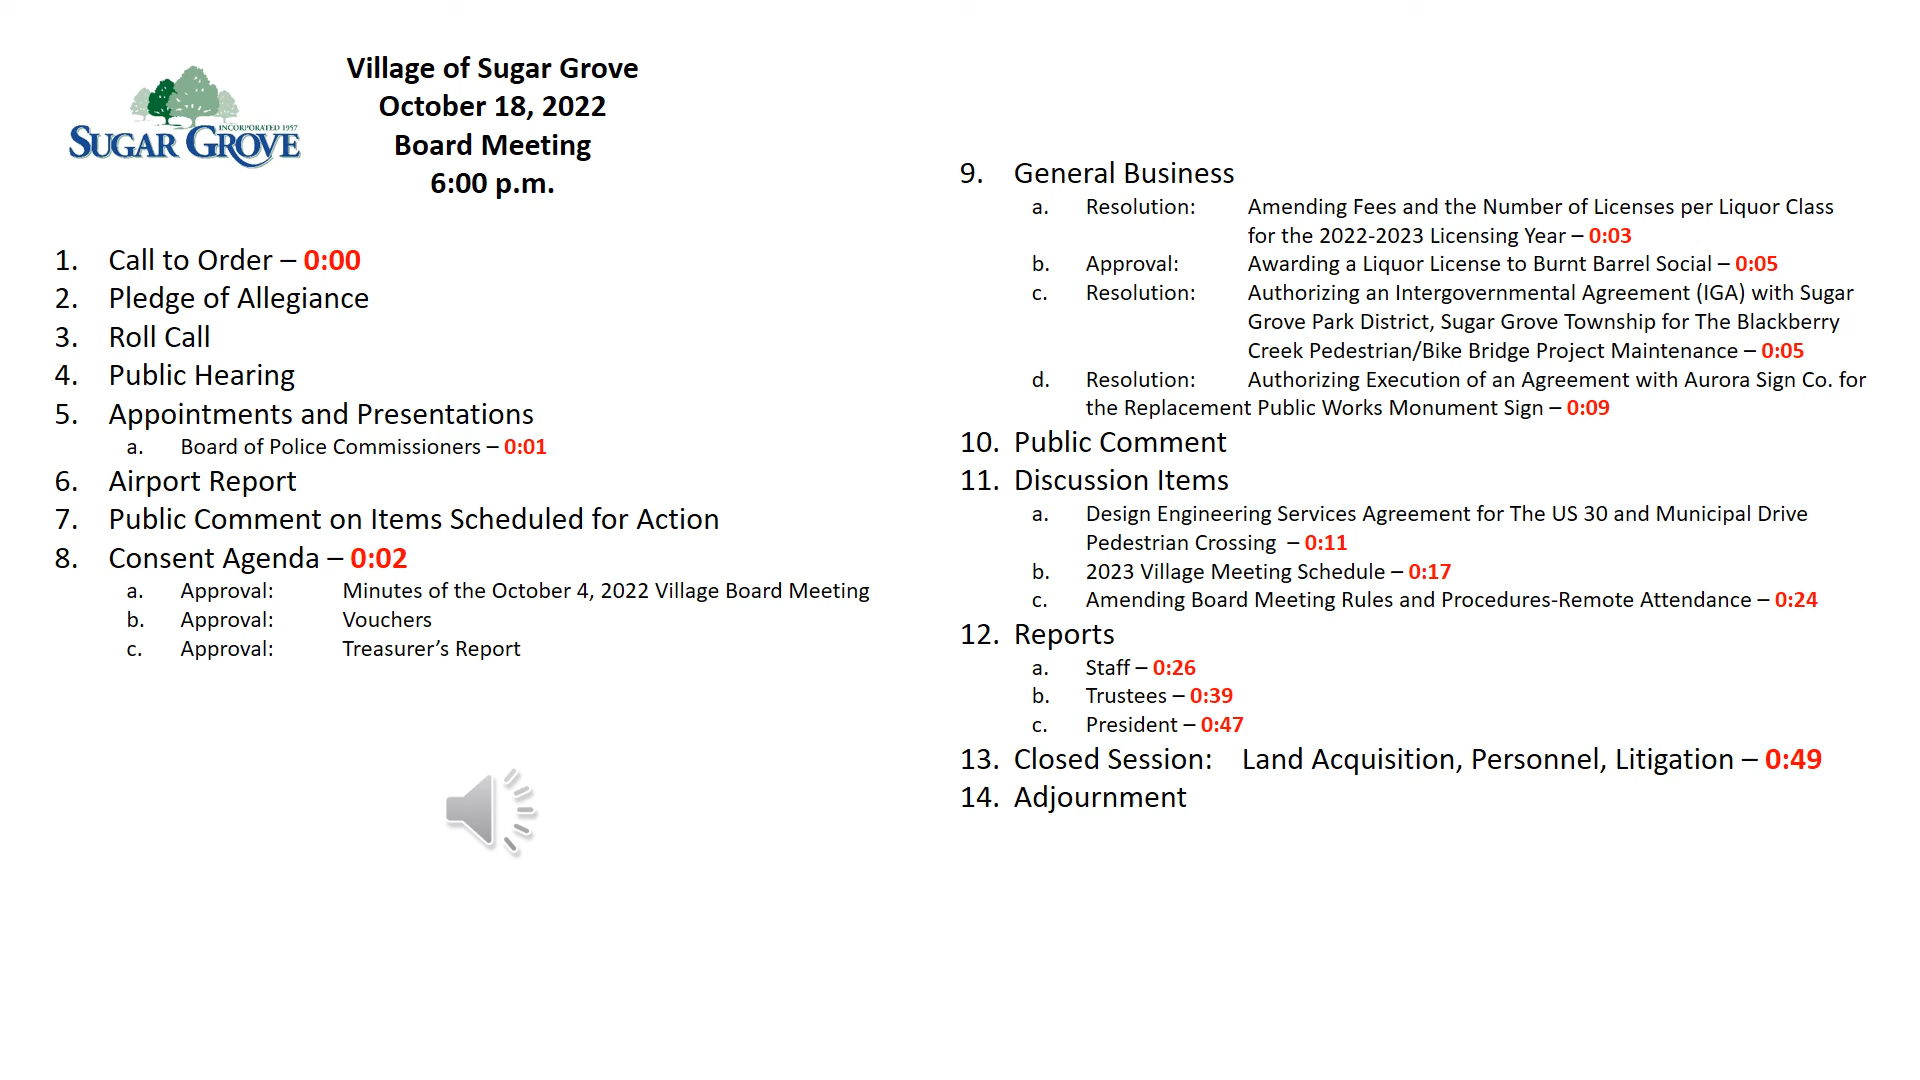 INCORPORATED 1957
SUGAR GROVE
Village of Sugar Grove
October 18, 2022
Board Meeting
6:00 p.m.
1. Call to Order – 0:00
2. Pledge of Allegiance
3. Roll Call
4. Public Hearing
5. Appointments and Presentations
a. Board of Police Commissioners – 0:01
6. Airport Report
7. Public Comment on Items Scheduled for Action
8. Consent Agenda – 0:02
a. Approval: Minutes of the October 4, 2022 Village Board Meeting
b. Approval: Vouchers
c. Approval: Treasurer’s Report
9. General Business
a. Resolution: Amending Fees and the Number of Licenses per Liquor Class
for the 2022-2023 Licensing Year – 0:03
b. Approval: Awarding a Liquor License to Burnt Barrel Social – 0:05
c. Resolution: Authorizing an Intergovernmental Agreement (IGA) with Sugar
Grove Park District, Sugar Grove Township for The Blackberry
Creek Pedestrian/Bike Bridge Project Maintenance – 0:05
d. Resolution: Authorizing Execution of an Agreement with Aurora Sign Co. for
the Replacement Public Works Monument Sign – 0:09
10. Public Comment
11. Discussion Items
a. Design Engineering Services Agreement for The US 30 and Municipal Drive
Pedestrian Crossing – 0:11
b. 2023 Village Meeting Schedule – 0:17
c. Amending Board Meeting Rules and Procedures-Remote Attendance – 0:24
12. Reports
a. Staff – 0:26
b. Trustees – 0:39
c. President – 0:47
13. Closed Session: Land Acquisition, Personnel, Litigation – 0:49
14. Adjournment